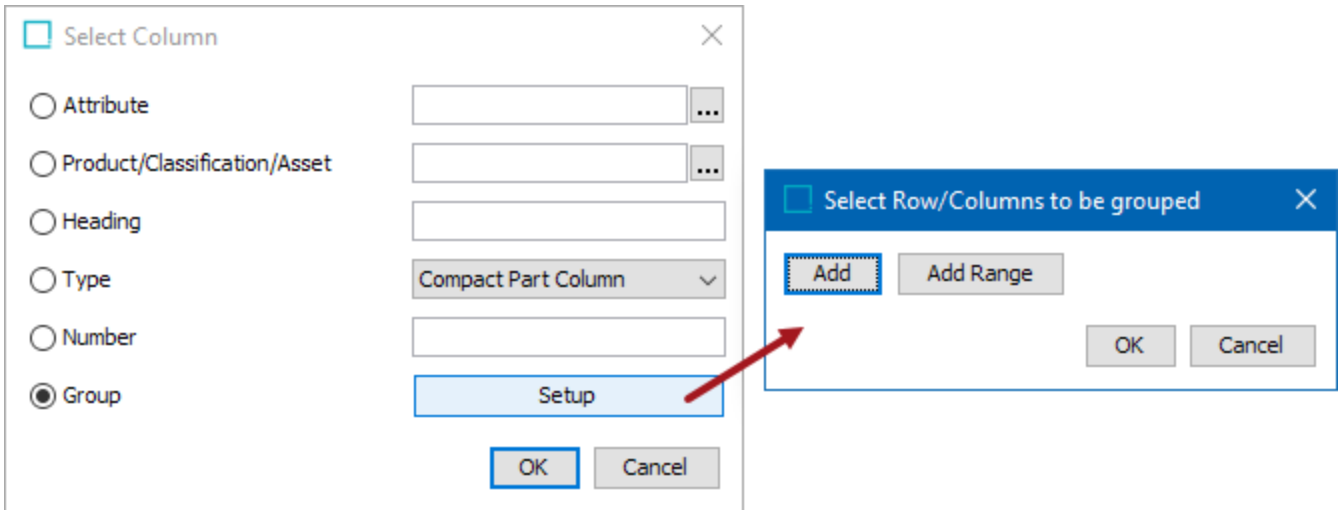 Select Column
Attribute
...
Product/Classification/Asset
...
Heading
Type
Compact Part Column
Number
Group
Setup
OK
Cancel
Select Row/Columns to be grouped
Add
Add Range
OK
Cancel